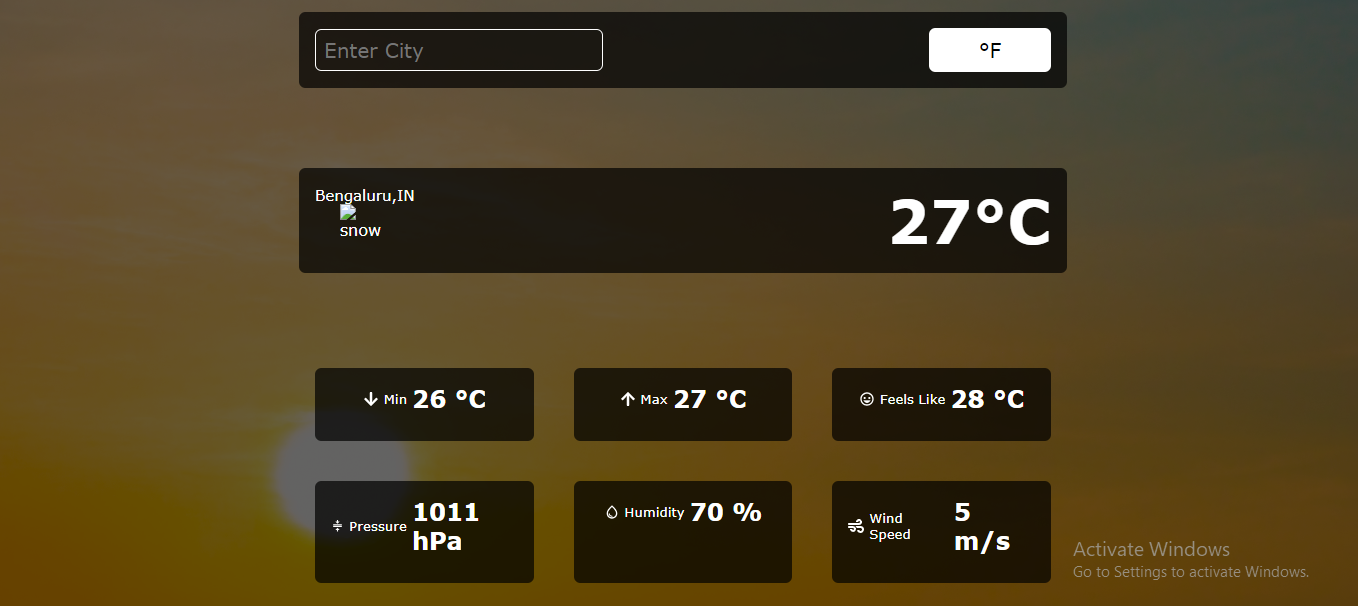 Enter City
°F
Bengaluru,IN
snow
27°C
Min 26 °C
Max 27 °C
Feels Like 28 °C
Pressure 1011
hPa
Humidity 70 %
Wind
Speed
5
m/s
Activate Windows
Go to Settings to activate Windows.